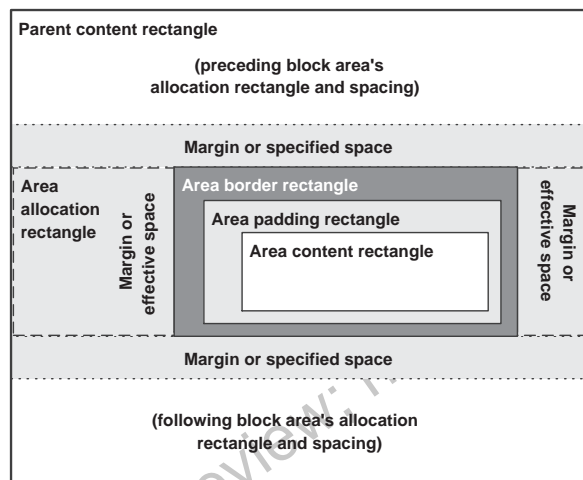 Parent content rectangle
(preceding block area's
allocation rectangle and spacing)
Margin or specified space
Area
allocation
rectangle
Margin or
effective space
Area border rectangle
Area padding rectangle
Area content rectangle
Margin or
effective space
Margin or specified space
(following block area's allocation
rectangle and spacing)